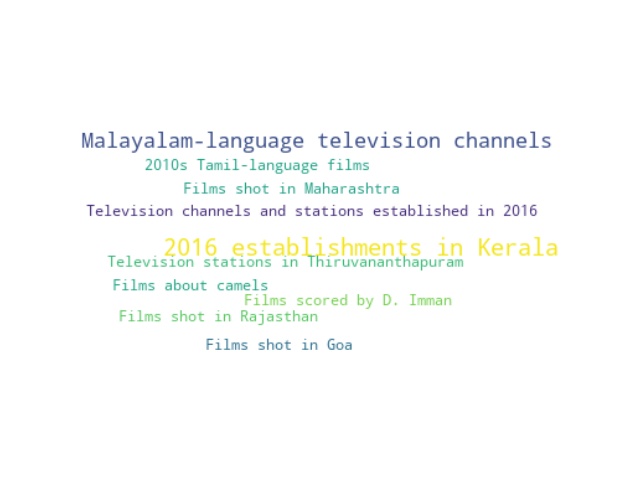 Malayalam-language television channels
2010s Tamil-language films
Films shot in Maharashtra
Television channels and stations established in 2016
2016 establishments in Kerala
Television stations in Thiruvananthapuram
Films about camels
Films scored by D. Imman
Films shot in Rajasthan
Films shot in Goa